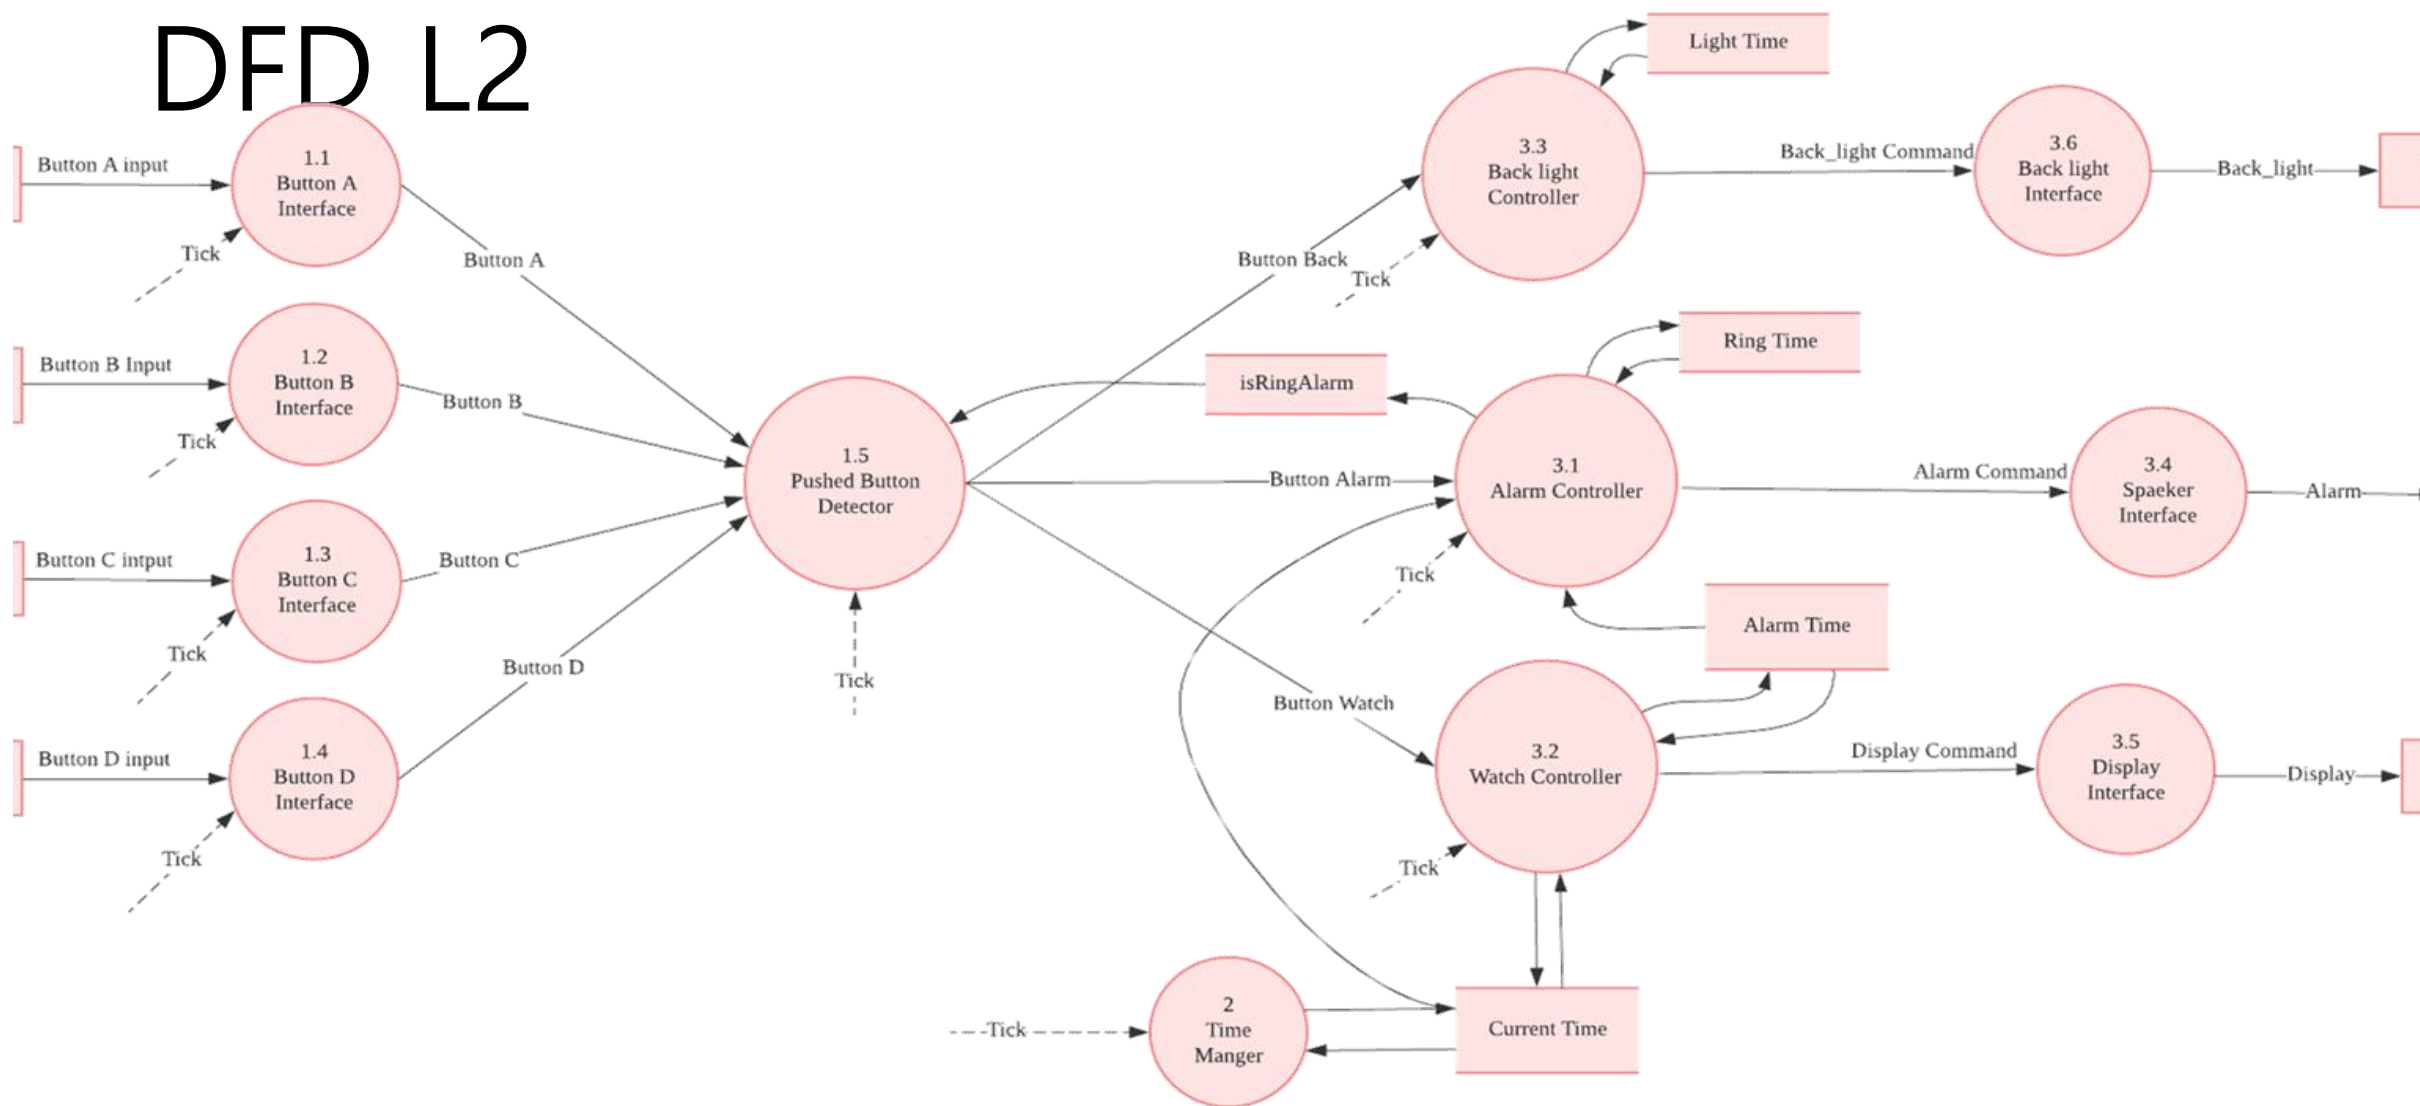 DFD L2
Button A input
1.1
Button A
Interface
Tick
Button A
Button B Input
1.2
Button B
Interface
Tick
Button B
Button C intput
1.3
Button C
Interface
Tick
Button C
Button D input
1.4
Button D
Interface
Tick
Button D
1.5
Pushed Button
Detector
Tick
Button Back
Tick
3.3
Back light
Controller
Light Time
Back_light Command
3.6
Back light
Interface
Back_light
isRingAlarm
Ring Time
Button Alarm
3.1
Alarm Controller
Tick
Alarm Command
3.4
Spaeker
Interface
Alarm
Alarm Time
Button Watch
3.2
Watch Controller
Tick
Display Command
3.5
Display
Interface
Display
Tick
2
Time
Manger
Current Time